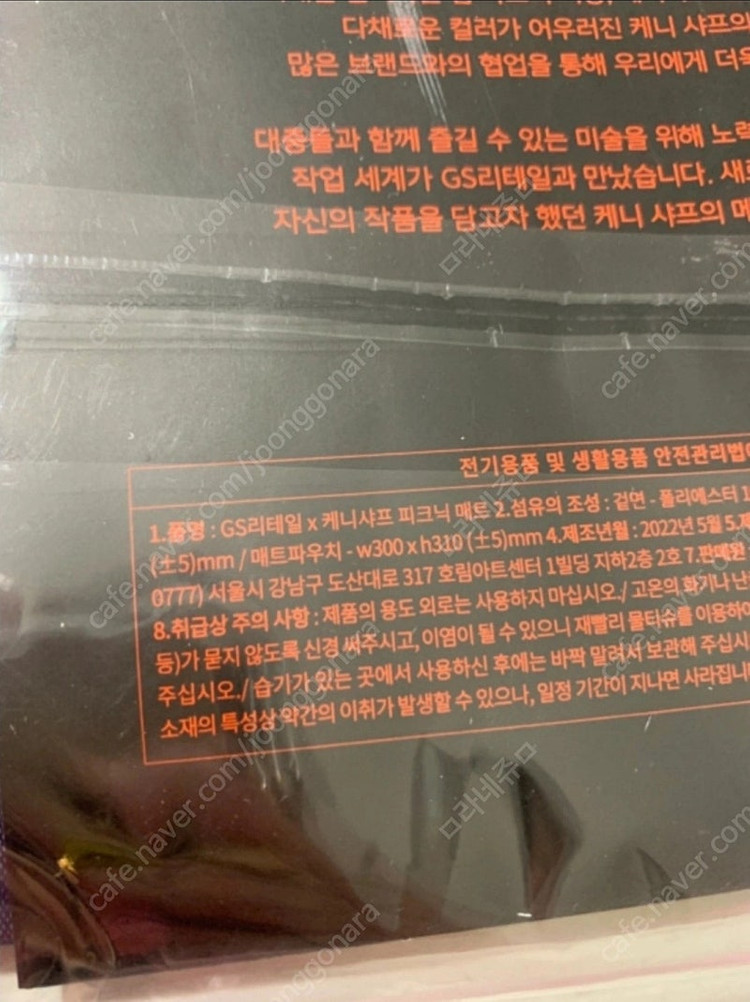 다채로운 컬러가 어우러진 케니 샤프의
많은 브랜드와의 협업을 통해 우리에게 더욱
대중들과 함께 즐길 수 있는 미술을 위해 노력
작업 세계가 GS리테일과 만났습니다. 새로
자신의 작품을 담고자 했던 케니 샤프의 메
전기용품 및 생활용품 안전관리법에
1.품명 : GS리테일 x 케니샤프 피크닉 매트 2.섬유의 조성 : 겉면 - 폴리에스터 1
(±5)mm / 매트파우치 - w300 x h310 (±5)mm 4.제조년월 : 2022년 5월 5.제
0777) 서울시 강남구 도산대로 317 호림아트센터 1빌딩 지하2층 2호 7.판매원
8.취급상 주의 사항 : 제품의 용도 외로는 사용하지 마십시오./ 고온의 화기나 난
등)가 묻지 않도록 신경 써주시고, 이염이 될 수 있으니 재빨리 물티슈를 이용하
주십시오./ 습기가 있는 곳에서 사용하신 후에는 바짝 말려서 보관해 주십시
소재의 특성상 약간의 이취가 발생할 수 있으나, 일정 기간이 지나면 사라집니
cafe.naver.com/joonggonara
므라네쥬므